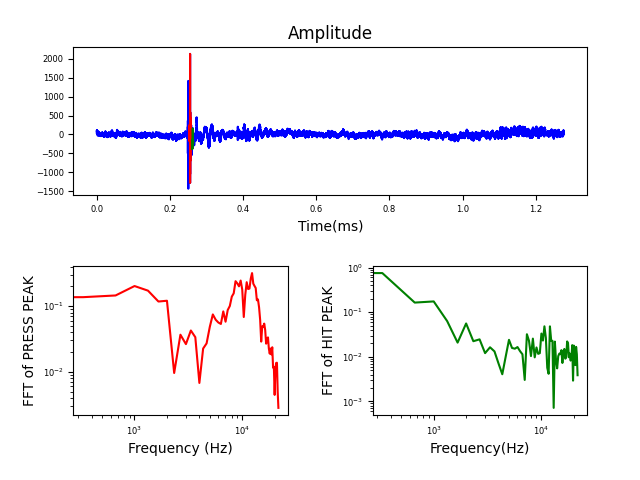 Amplitude
2000
1500
1000
500
0
−500
−1000
−1500
0.0 0.2 0.4 0.6 0.8 1.0 1.2
Time(ms)
FFT of PRESS PEAK
10⁻¹
10⁻²
10³ 10⁴
Frequency (Hz)
FFT of HIT PEAK
10⁰
10⁻¹
10⁻²
10⁻³
10³ 10⁴
Frequency(Hz)